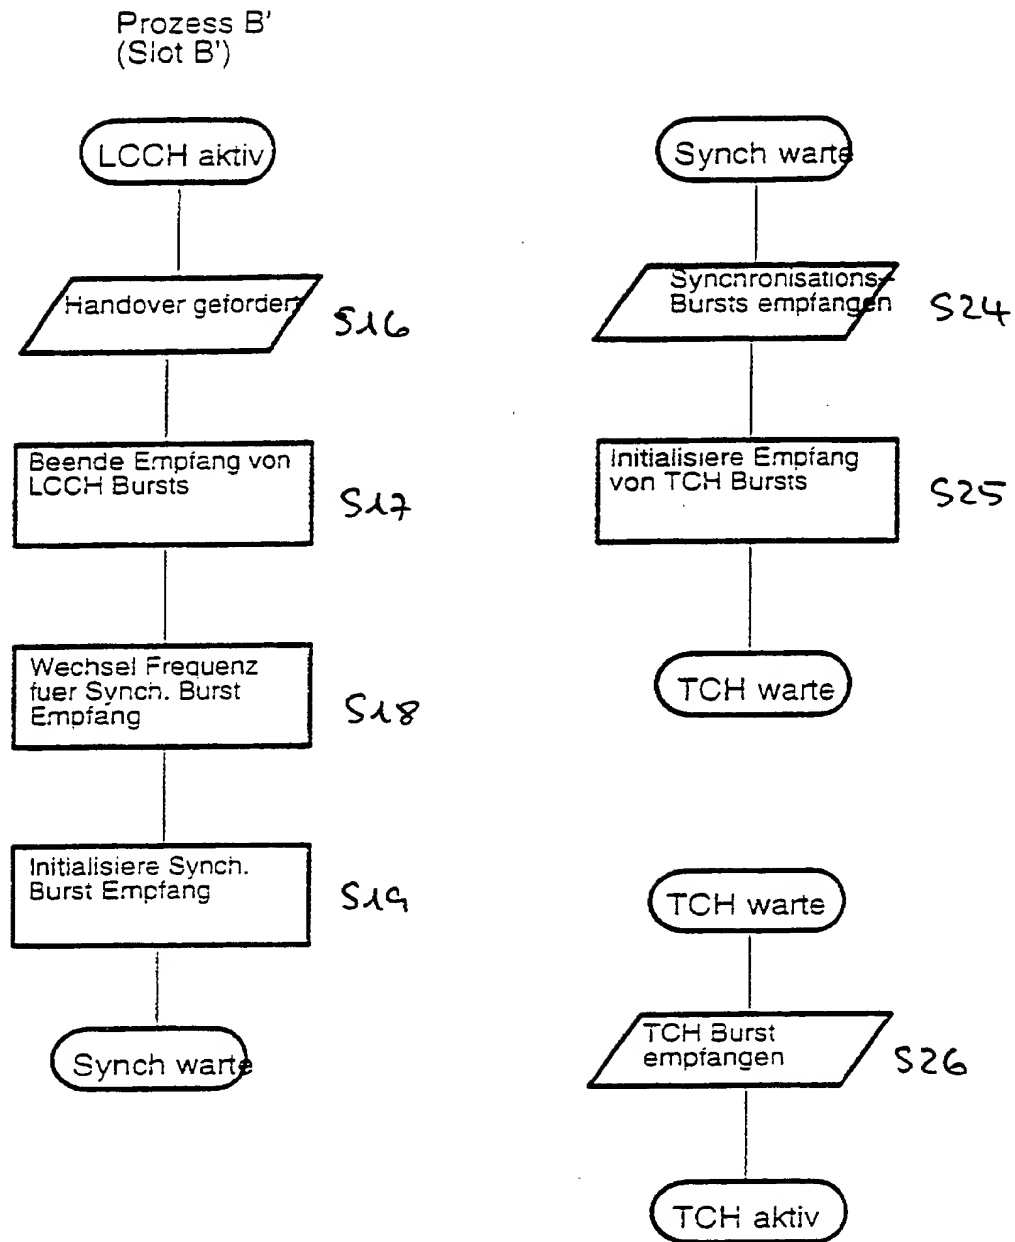 Prozess B'
(Slot B')
LCCH aktiv
Handover gefordert
S16
Beende Empfang von
LCCH Bursts
S17
Wechsel Frequenz
fuer Synch. Burst
Empfang
S18
Initialisiere Synch.
Burst Empfang
S19
Synch warte
Synch warte
Synchronisations-
Bursts empfangen
S24
Initialisiere Empfang
von TCH Bursts
S25
TCH warte
TCH warte
TCH Burst
empfangen
S26
TCH aktiv